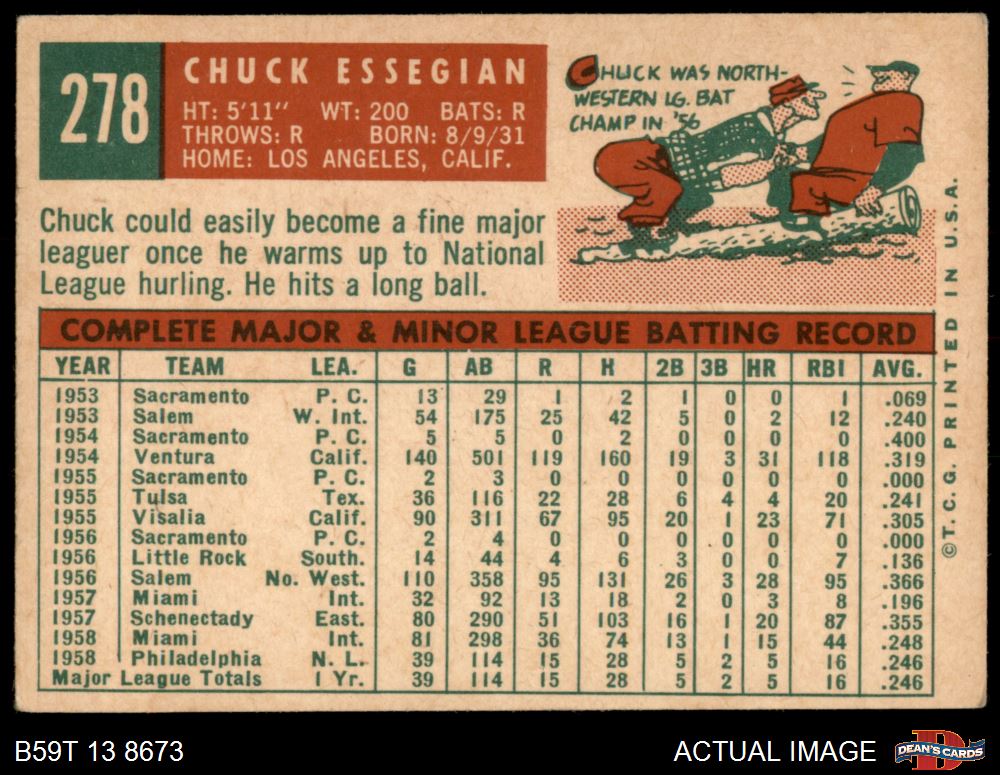 278
CHUCK ESSEGIAN
HT: 5'11" WT: 200 BATS: R
THROWS: R BORN: 8/9/31
HOME: LOS ANGELES, CALIF.
CHUCK WAS NORTH-
WESTERN LG. BAT
CHAMP IN '56
Chuck could easily become a fine major
leaguer once he warms up to National
League hurling. He hits a long ball.
COMPLETE MAJOR & MINOR LEAGUE BATTING RECORD
YEAR TEAM LEA. G AB R H 2B 3B HR RBI AVG.
1953 Sacramento P. C. 13 29 1 2 1 0 0 1 .069
1953 Salem W. Int. 54 175 25 42 5 0 2 12 .240
1954 Sacramento P. C. 5 5 0 2 0 0 0 0 .400
1954 Ventura Calif. 140 501 119 160 19 3 31 118 .319
1955 Sacramento P. C. 2 3 0 0 0 0 0 0 .000
1955 Tulsa Tex. 36 116 22 28 6 4 4 20 .241
1955 Visalia Calif. 90 311 67 95 20 1 23 71 .305
1956 Sacramento P. C. 2 4 0 0 0 0 0 0 .000
1956 Little Rock South. 14 44 4 6 3 0 0 7 .136
1956 Salem No. West. 110 358 95 131 26 3 28 95 .366
1957 Miami Int. 32 92 13 18 2 0 3 8 .196
1957 Schenectady East. 80 290 51 103 16 1 20 87 .355
1958 Miami Int. 81 298 36 74 13 1 15 44 .248
1958 Philadelphia N. L. 39 114 15 28 5 2 5 16 .246
Major League Totals 1 Yr. 39 114 15 28 5 2 5 16 .246
©T. C. G. PRINTED IN U.S.A.
B59T 13 8673
ACTUAL IMAGE
DEAN'S CARDS